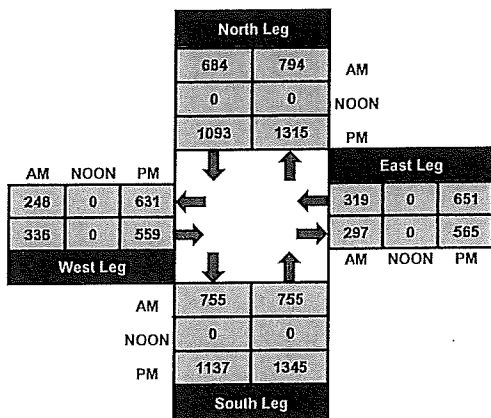 North Leg
684 794 AM
0 0 NOON
1093 1315 PM
AM NOON PM East Leg
248 0 631 319 0 651
336 0 559 297 0 565
West Leg AM NOON PM
AM 755 755
NOON 0 0
PM 1137 1345
South Leg